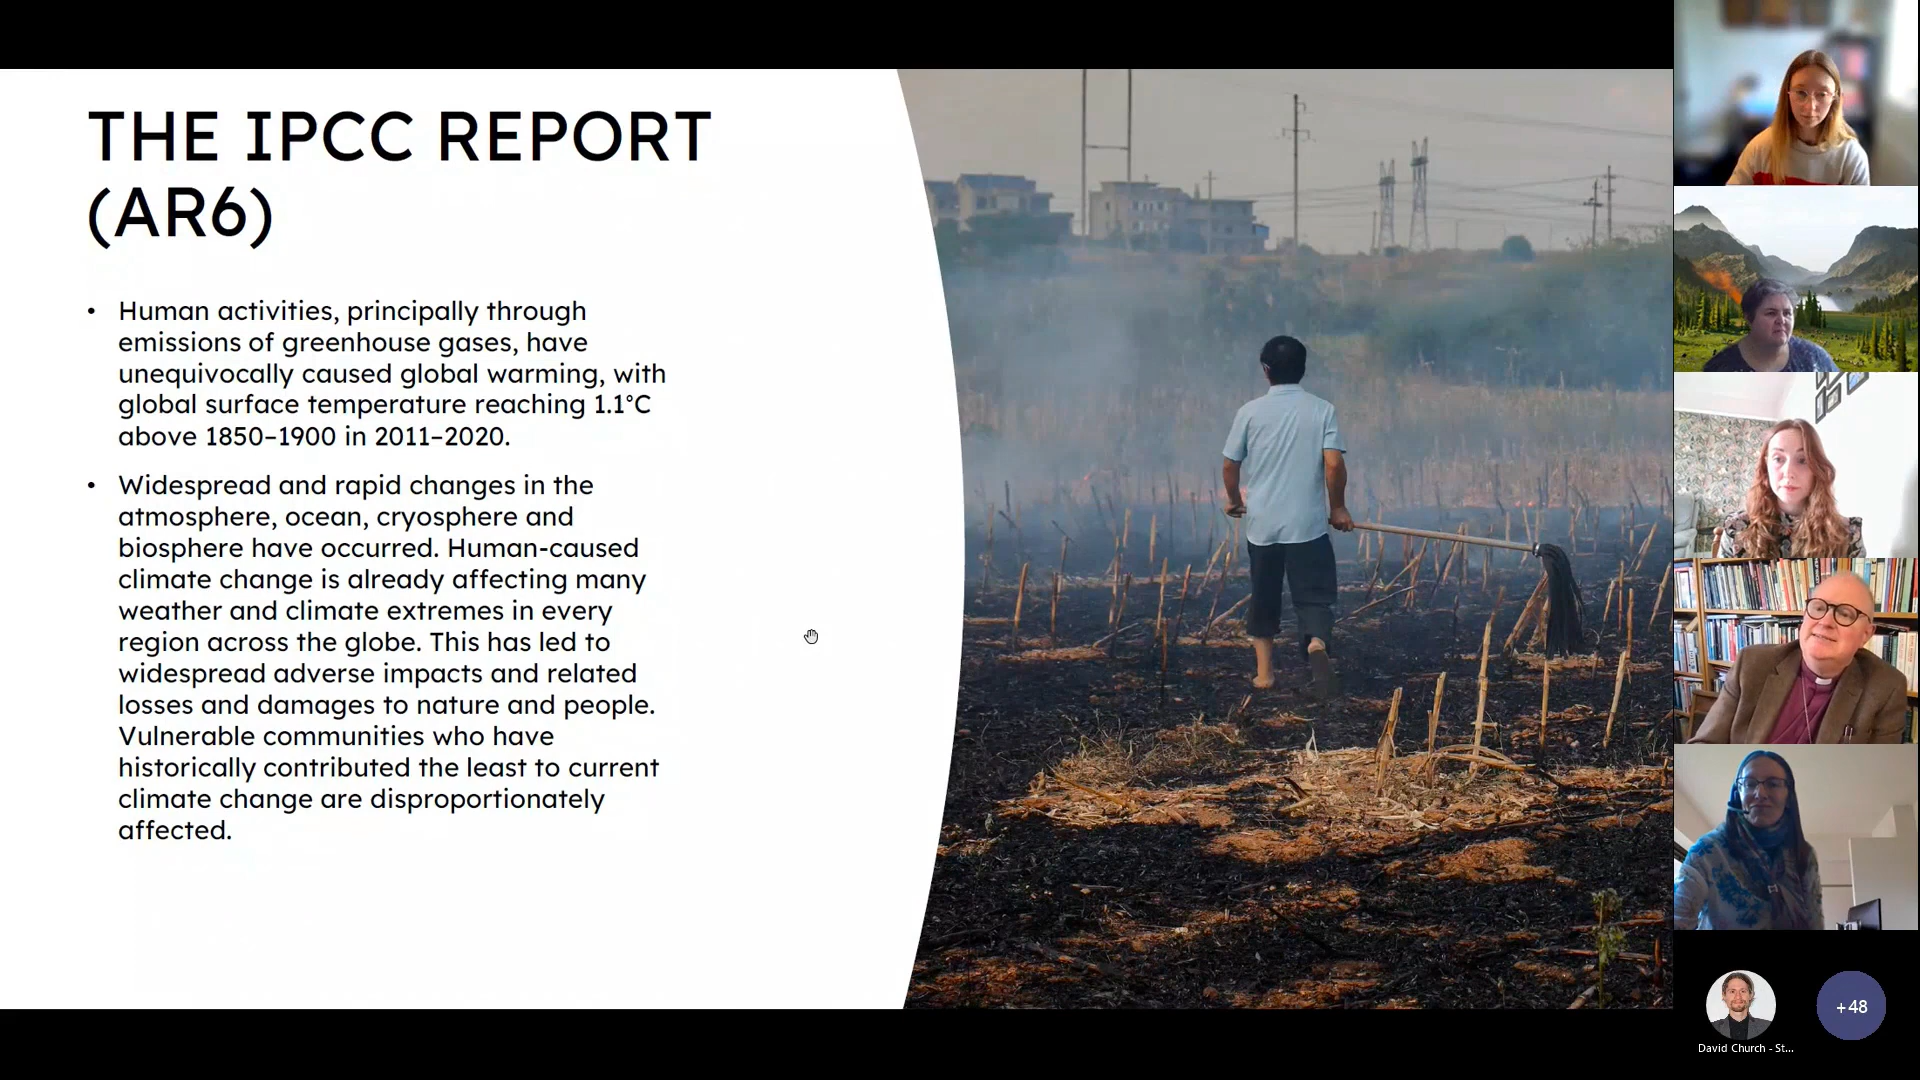 THE IPCC REPORT
(AR6)
• Human activities, principally through
emissions of greenhouse gases, have
unequivocally caused global warming, with
global surface temperature reaching 1.1°C
above 1850–1900 in 2011–2020.
• Widespread and rapid changes in the
atmosphere, ocean, cryosphere and
biosphere have occurred. Human-caused
climate change is already affecting many
weather and climate extremes in every
region across the globe. This has led to
widespread adverse impacts and related
losses and damages to nature and people.
Vulnerable communities who have
historically contributed the least to current
climate change are disproportionately
affected.
David Church - St...
+48